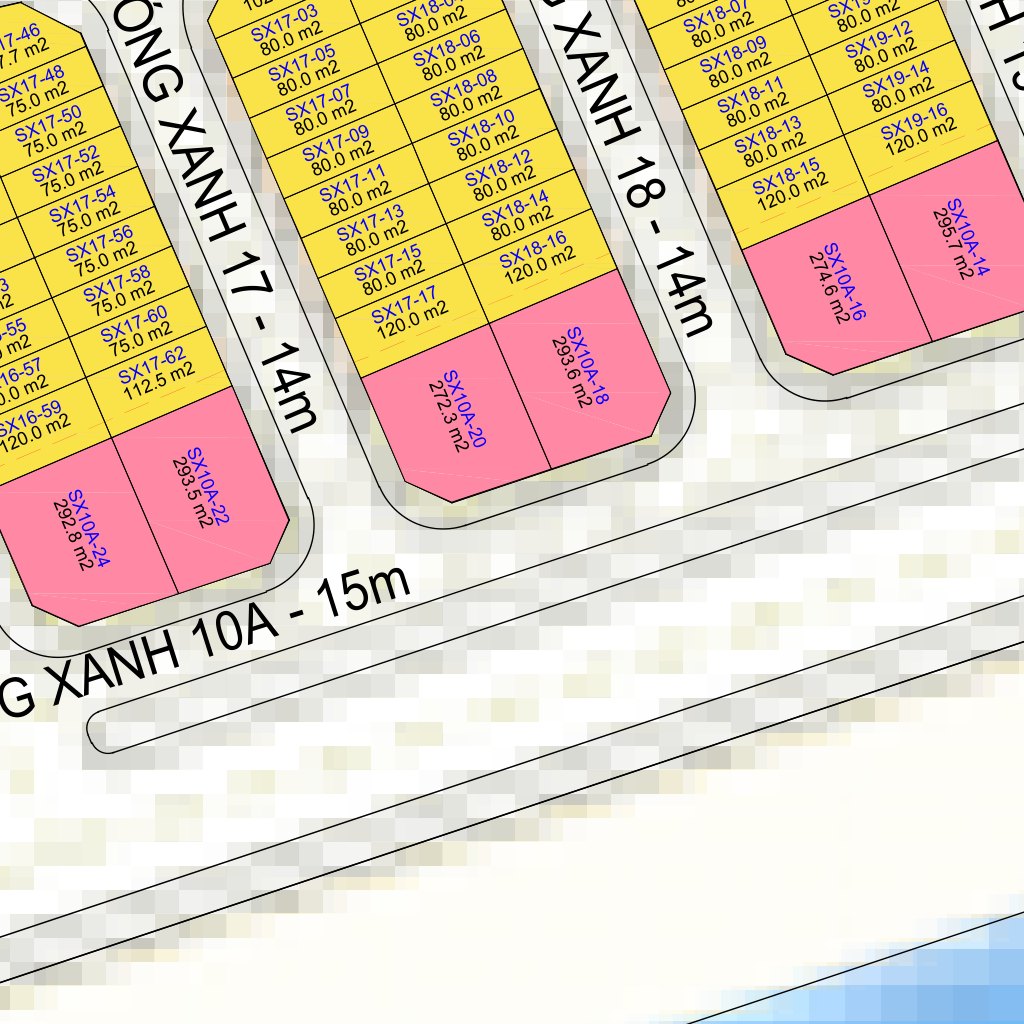 75.0 m2
SX17-48
75.0 m2
SX17-50
75.0 m2
SX17-52
75.0 m2
SX17-54
75.0 m2
SX17-56
75.0 m2
SX17-58
75.0 m2
SX17-60
75.0 m2
SX17-62
112.5 m2
SX16-59
120.0 m2
SX10A-24
292.8 m2
SX10A-22
293.5 m2
XANH 17 - 14m
SX17-03
80.0 m2
SX17-05
80.0 m2
SX17-07
80.0 m2
SX17-09
80.0 m2
SX17-11
80.0 m2
SX17-13
80.0 m2
SX17-15
80.0 m2
SX17-17
120.0 m2
80.0 m2
SX18-06
80.0 m2
SX18-08
80.0 m2
SX18-10
80.0 m2
SX18-12
80.0 m2
SX18-14
80.0 m2
SX18-16
120.0 m2
SX10A-20
272.3 m2
SX10A-18
293.6 m2
XANH 18 - 14m
SX18-07
80.0 m2
SX18-09
80.0 m2
SX18-11
80.0 m2
SX18-13
80.0 m2
SX18-15
120.0 m2
SX19-12
80.0 m2
SX19-14
80.0 m2
SX19-16
120.0 m2
SX10A-16
274.6 m2
SX10A-14
295.7 m2
XANH 10A - 15m